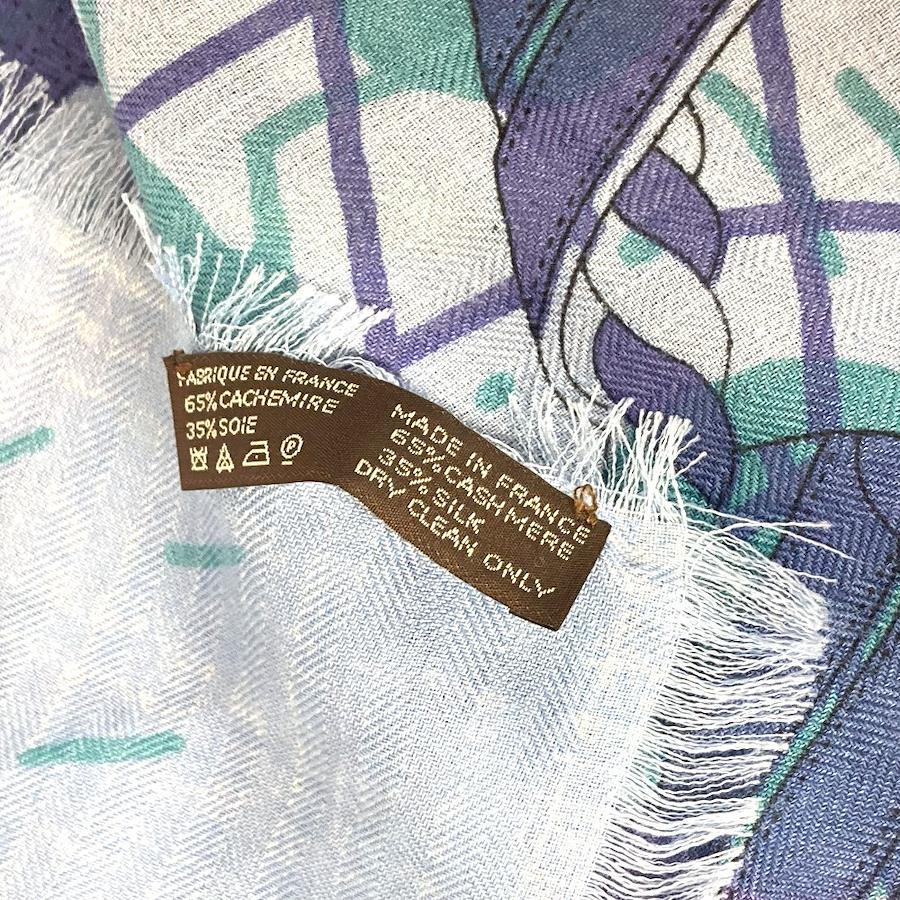 FABRIQUE EN FRANCE
65% CACHEMIRE
35% SOIE
P
MADE IN FRANCE
65% CASHMERE
35% SILK
DRY CLEAN ONLY